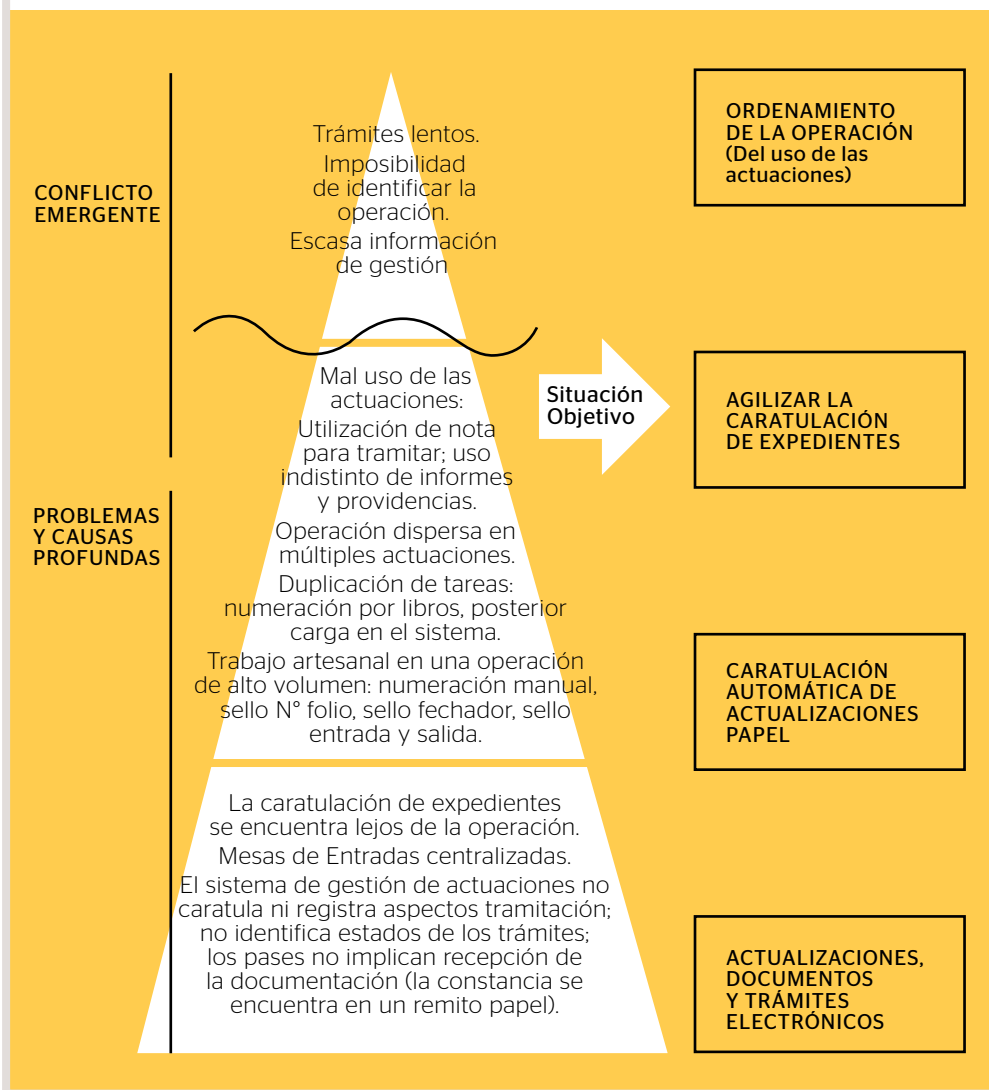 CONFLICTO
EMERGENTE
Trámites lentos.
Imposibilidad
de identificar la
operación.
Escasa información
de gestión
PROBLEMAS
Y CAUSAS
PROFUNDAS
Mal uso de las
actuaciones:
Utilización de nota
para tramitar; uso
indistinto de informes
y providencias.
Operación dispersa en
múltiples actuaciones.
Duplicación de tareas:
numeración por libros, posterior
carga en el sistema.
Trabajo artesanal en una operación
de alto volumen: numeración manual,
sello N° folio, sello fechador, sello
entrada y salida.
La caratulación de expedientes
se encuentra lejos de la operación.
Mesas de Entradas centralizadas.
El sistema de gestión de actuaciones no
caratula ni registra aspectos tramitación;
no identifica estados de los trámites;
los pases no implican recepción de
la documentación (la constancia se
encuentra en un remito papel).
Situación
Objetivo
ORDENAMIENTO
DE LA OPERACIÓN
(Del uso de las
actuaciones)
AGILIZAR LA
CARATULACIÓN
DE EXPEDIENTES
CARATULACIÓN
AUTOMÁTICA DE
ACTUALIZACIONES
PAPEL
ACTUALIZACIONES,
DOCUMENTOS
Y TRÁMITES
ELECTRÓNICOS